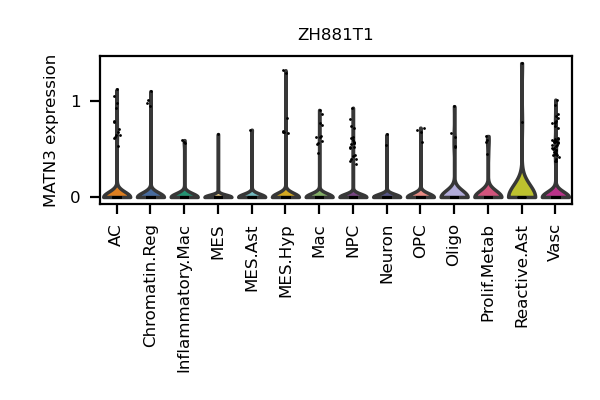 ZH881T1
MATN3 expression
1
0
AC
Chromatin.Reg
Inflammatory.Mac
MES
MES.Ast
MES.Hyp
Mac
NPC
Neuron
OPC
Oligo
Prolif.Metab
Reactive.Ast
Vasc